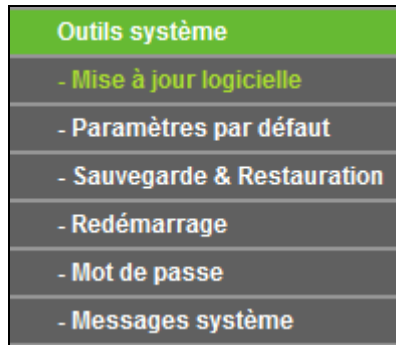 Outils système
- Mise à jour logicielle
- Paramètres par défaut
- Sauvegarde & Restauration
- Redémarrage
- Mot de passe
- Messages système